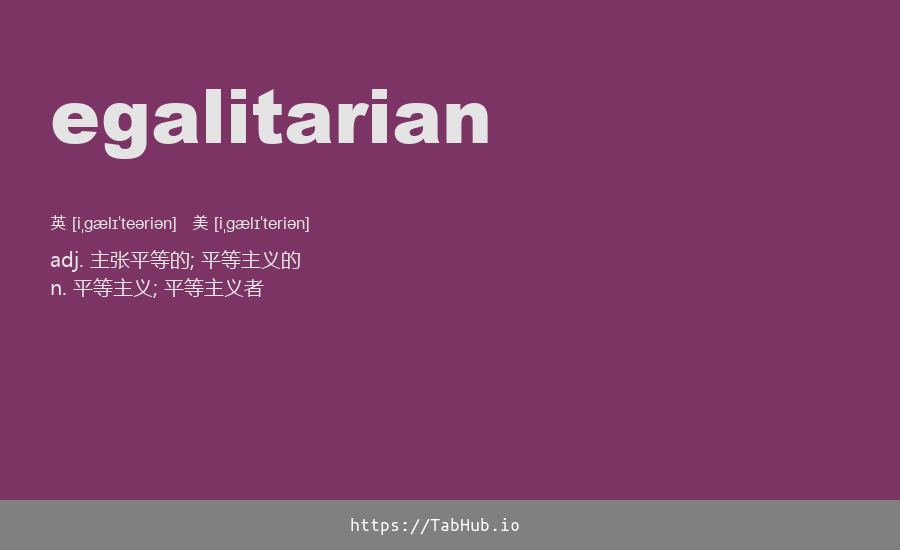 egalitarian
英 [iˌɡælɪˈteəriən] 美 [iˌɡælɪˈteriən]
adj. 主张平等的; 平等主义的
n. 平等主义; 平等主义者
https://TabHub.io